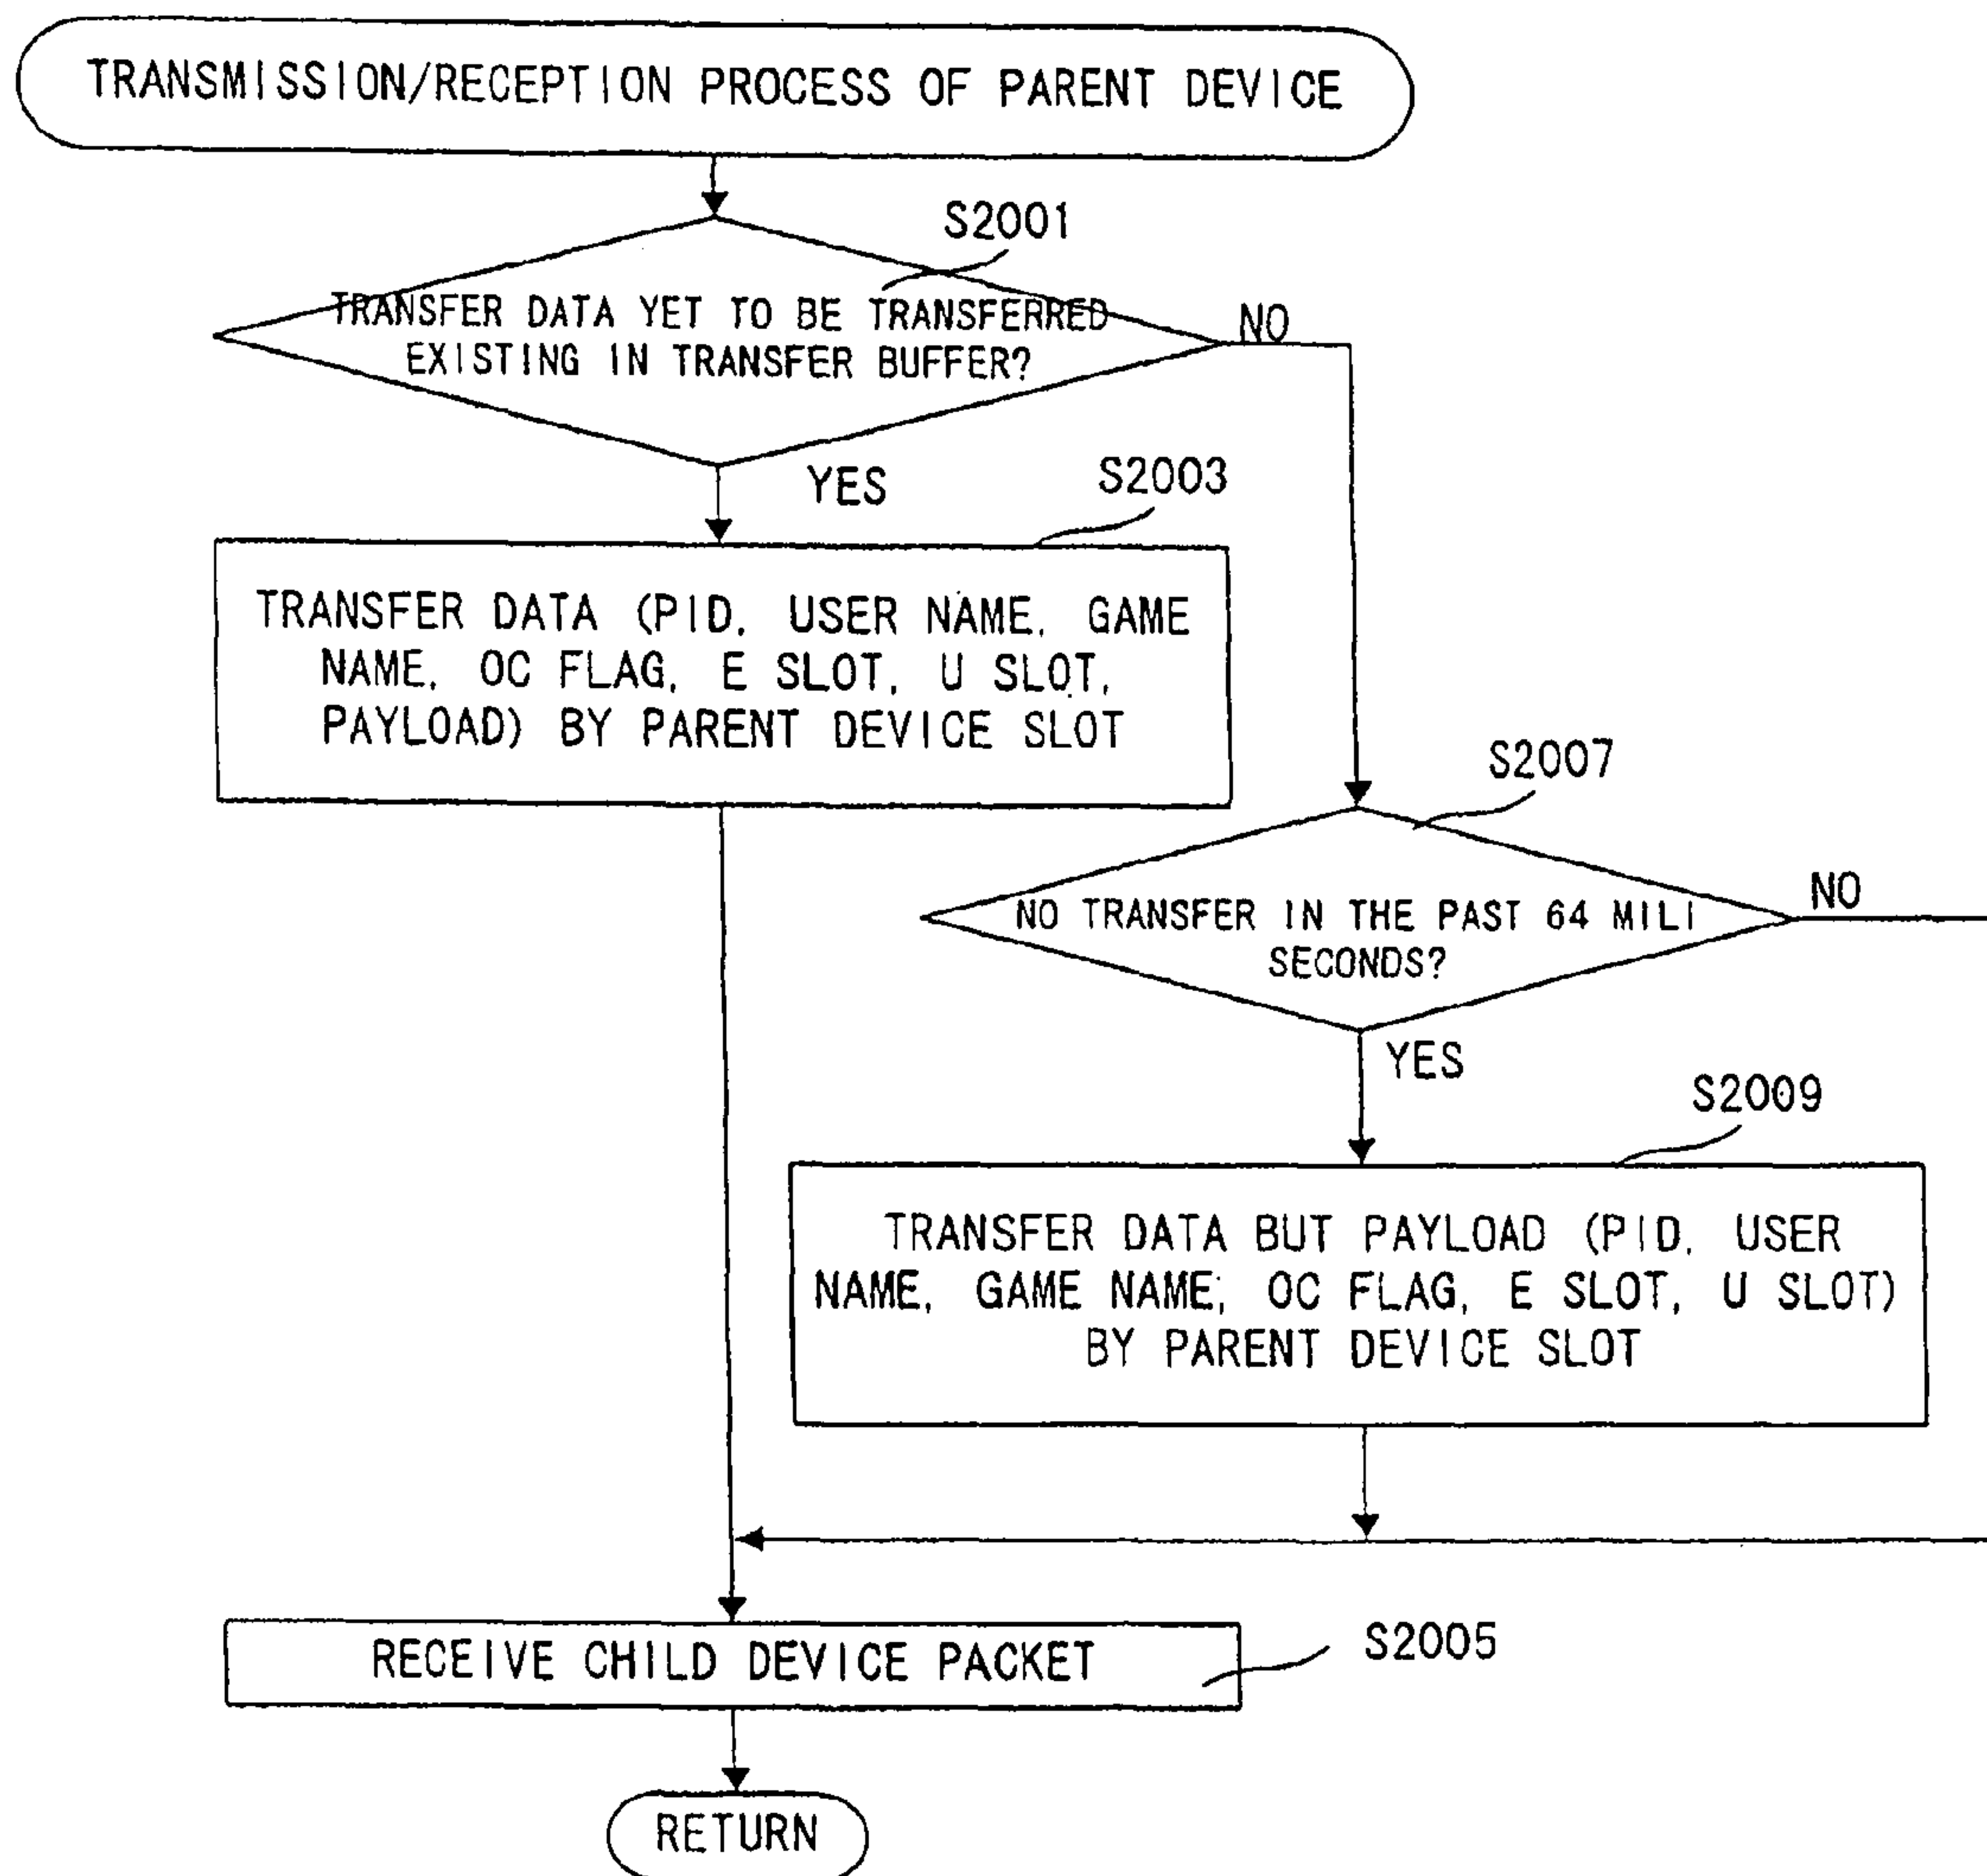 TRANSMISSION/RECEPTION PROCESS OF PARENT DEVICE
S2001
TRANSFER DATA YET TO BE TRANSFERRED
EXISTING IN TRANSFER BUFFER?
NO
YES
S2003
TRANSFER DATA (PID, USER NAME, GAME
NAME, OC FLAG, E SLOT, U SLOT,
PAYLOAD) BY PARENT DEVICE SLOT
S2007
NO TRANSFER IN THE PAST 64 MILI
SECONDS?
NO
YES
S2009
TRANSFER DATA BUT PAYLOAD (PID, USER
NAME, GAME NAME, OC FLAG, E SLOT, U SLOT)
BY PARENT DEVICE SLOT
RECEIVE CHILD DEVICE PACKET
S2005
RETURN